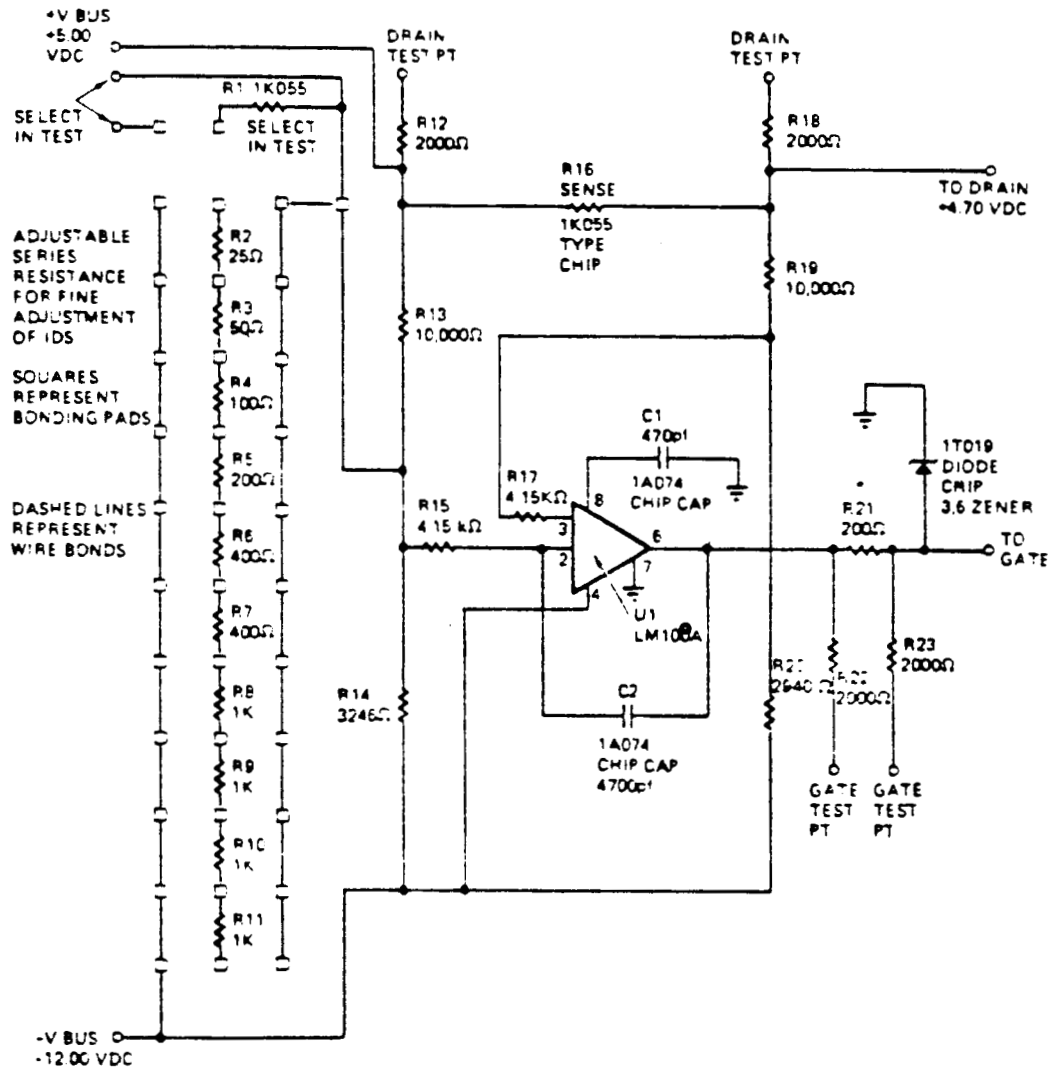 +V BUS
+5.00
VDC
SELECT
IN TEST
R1 1KD55
SELECT
IN TEST
DRAIN
TEST PT
R12
2000Ω
DRAIN
TEST PT
R18
2000Ω
R16
SENSE
1KD55
TYPE
CHIP
TO DRAIN
+4.70 VDC
ADJUSTABLE
SERIES
RESISTANCE
FOR FINE
ADJUSTMENT
OF IDS
SQUARES
REPRESENT
BONDING PADS
DASHED LINES
REPRESENT
WIRE BONDS
R2
25Ω
R3
50Ω
R4
100Ω
R5
200Ω
R6
400Ω
R7
400Ω
R8
1K
R9
1K
R10
1K
R11
1K
R13
10,000Ω
R19
10,000Ω
C1
470pf
1A074
CHIP CAP
R17
4.15KΩ
R15
4.15 kΩ
8
3
2
6
7
4
U1
1TD19
DIODE
CHIP
3.6 ZENER
R21
200Ω
TO
GATE
R14
3246Ω
C2
1A074
CHIP CAP
4700pf
2940 Ω
R22
2000Ω
R23
2000Ω
GATE
TEST
PT
GATE
TEST
PT
-V BUS
-12.00 VDC